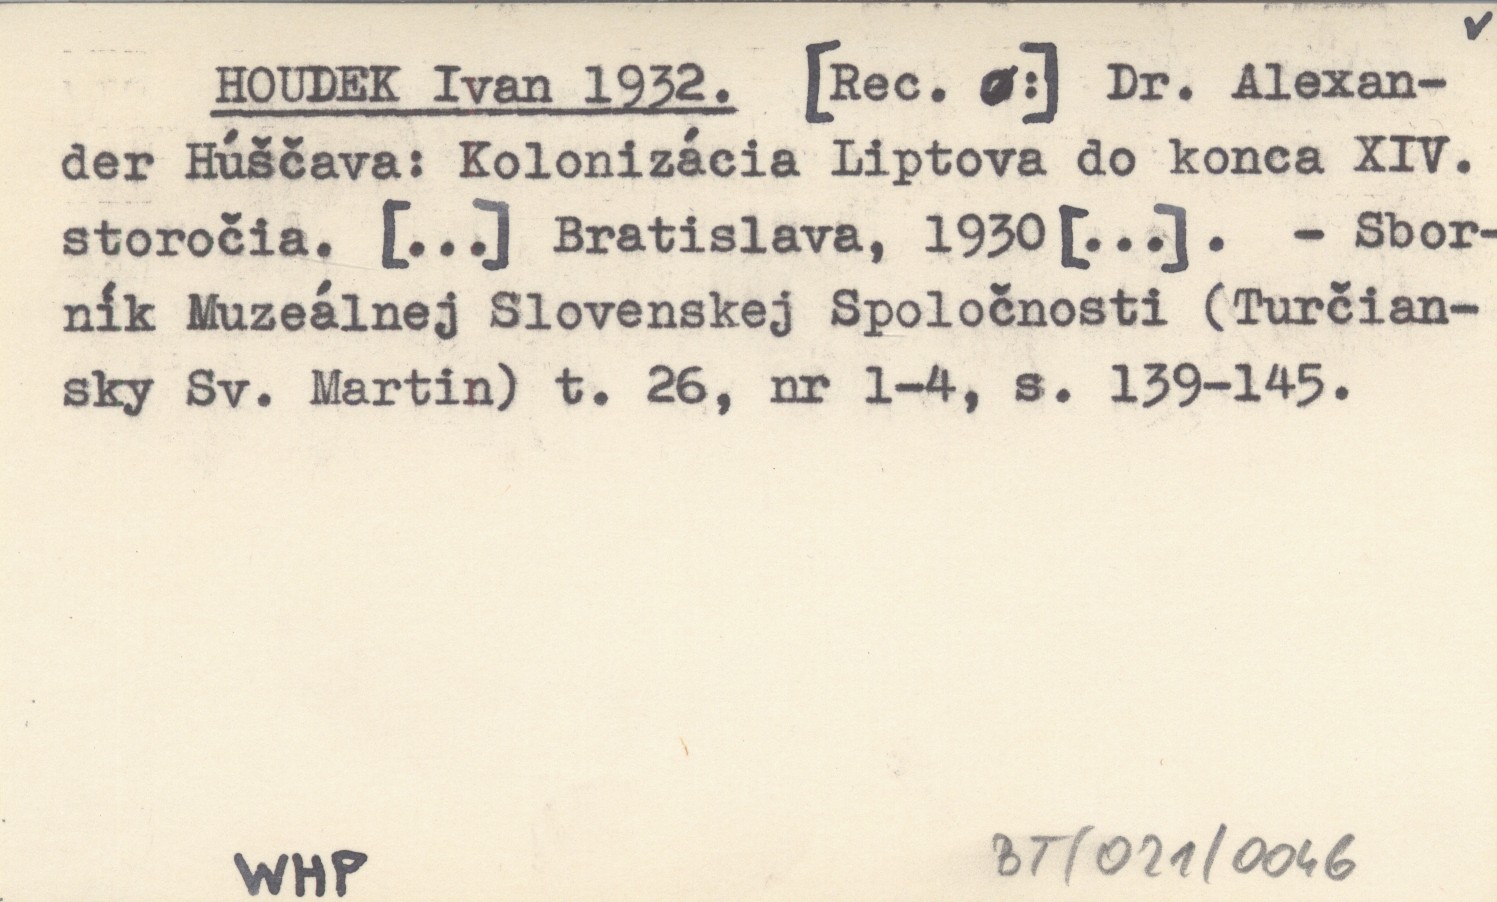 HOUDEK Ivan 1932. [Rec. ø:] Dr. Alexan-
der Húščava: Kolonizácia Liptova do konca XIV.
storočia. [...] Bratislava, 1930[...]. - Sbor-
ník Muzeálnej Slovenskej Spoločnosti (Turčian-
sky Sv. Martin) t. 26, nr 1-4, s. 139-145.
WHP BT/021/0046